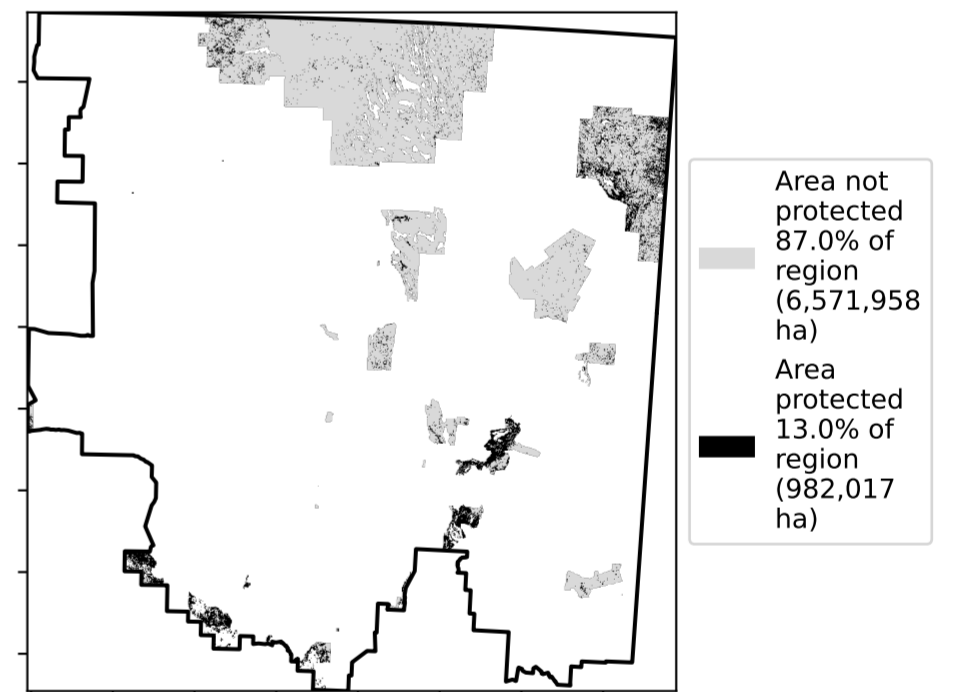 Area not
protected
87.0% of
region
(6,571,958
ha)
Area
protected
13.0% of
region
(982,017
ha)